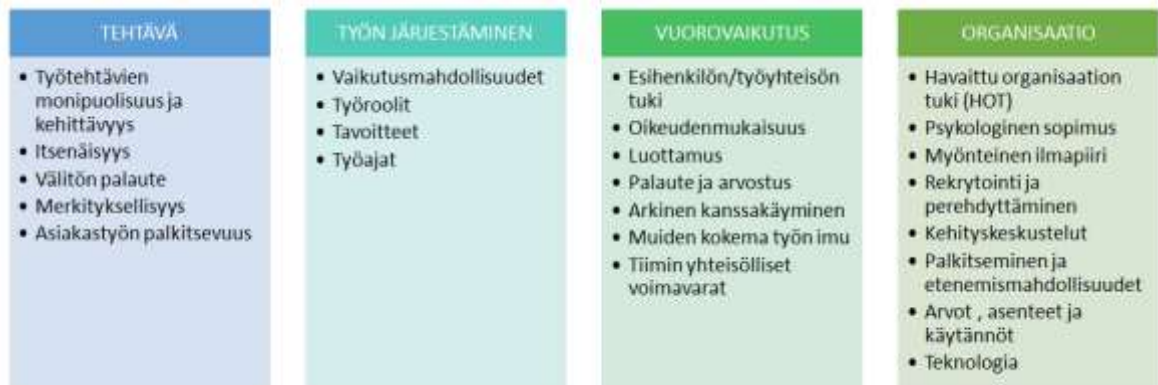 TEHTÄVÄ
• Työtehtävien
monipuolisuus ja
kehittävyys
• Itsenäisyys
• Välitön palaute
• Merkityksellisyys
• Asiakastyön palkitsevuus
TYÖN JÄRJESTÄMINEN
• Vaikutusmahdollisuudet
• Työroolit
• Tavoitteet
• Työajat
VUOROVAIKUTUS
• Esihenkilön/työyhteisön
tuki
• Oikeudenmukaisuus
• Luottamus
• Palaute ja arvostus
• Arkinen kanssakäyminen
• Muiden kokema työn imu
• Tiimin yhteisölliset
voimavarat
ORGANISAATIO
• Havaittu organisaation
tuki (HOT)
• Psykologinen sopimus
• Myönteinen ilmapiiri
• Rekrytointi ja
perehdyttäminen
• Kehityskeskustelut
• Palkitseminen ja
etenemismahdollisuudet
• Arvot , asenteet ja
käytännöt
• Teknologia